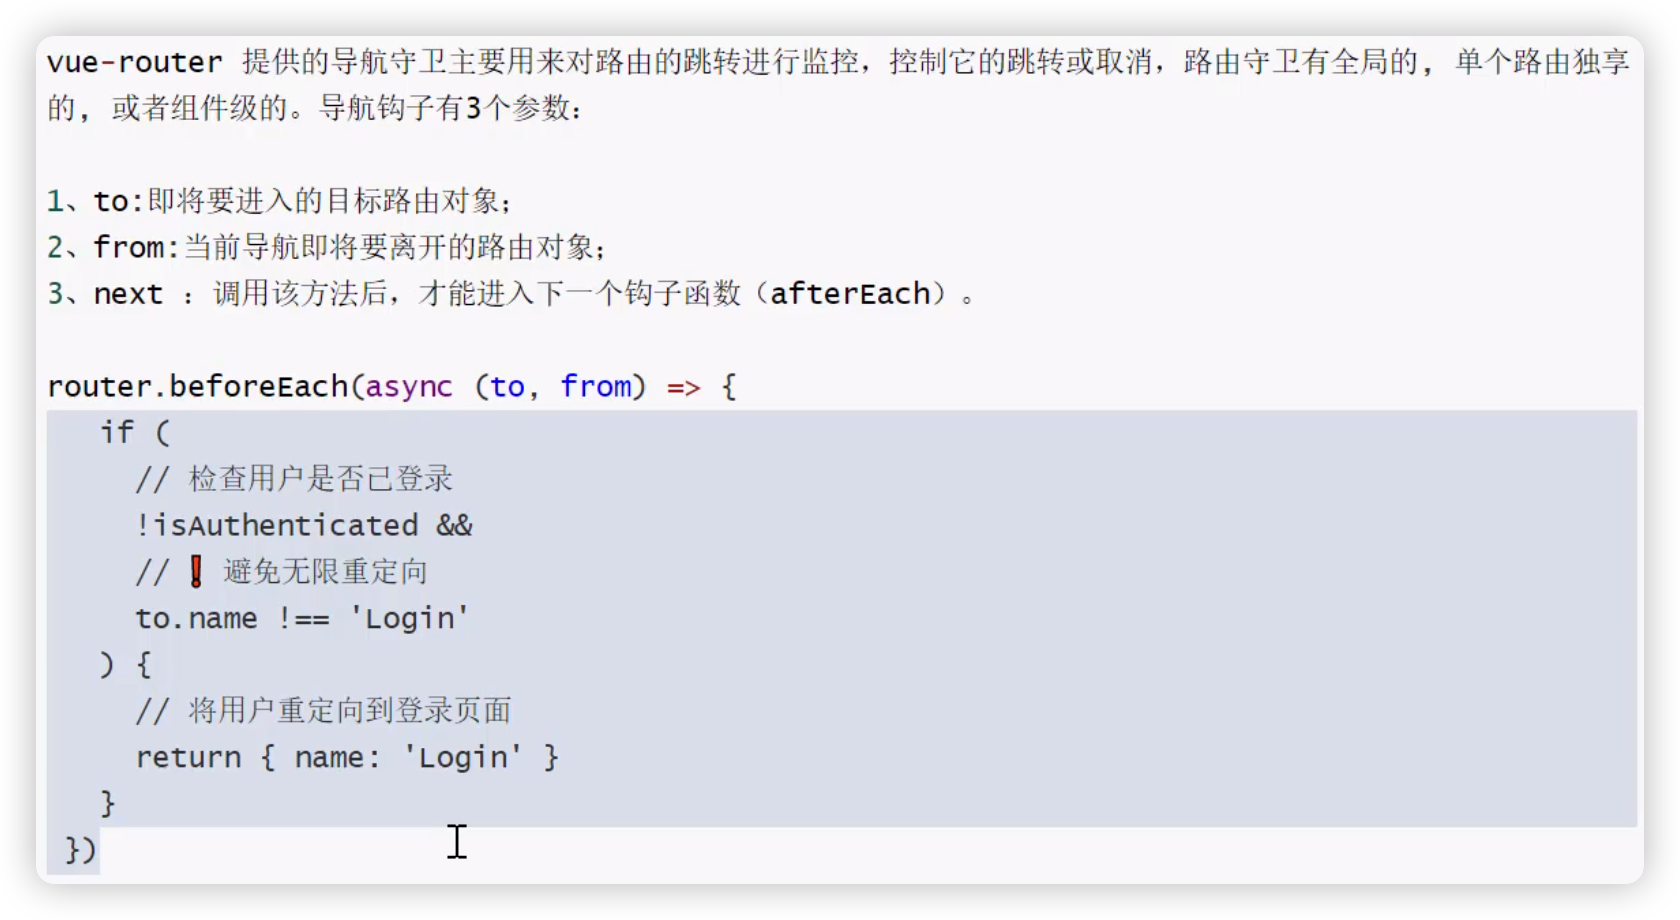 vue-router 提供的导航守卫主要用来对路由的跳转进行监控，控制它的跳转或取消，路由守卫有全局的, 单个路由独享
的, 或者组件级的。导航钩子有3个参数：
1、to:即将要进入的目标路由对象；
2、from:当前导航即将要离开的路由对象；
3、next ：调用该方法后，才能进入下一个钩子函数（afterEach）。
router.beforeEach(async (to, from) => {
if (
// 检查用户是否已登录
!isAuthenticated &&
// ❗ 避免无限重定向
to.name !== 'Login'
) {
// 将用户重定向到登录页面
return { name: 'Login' }
}
})